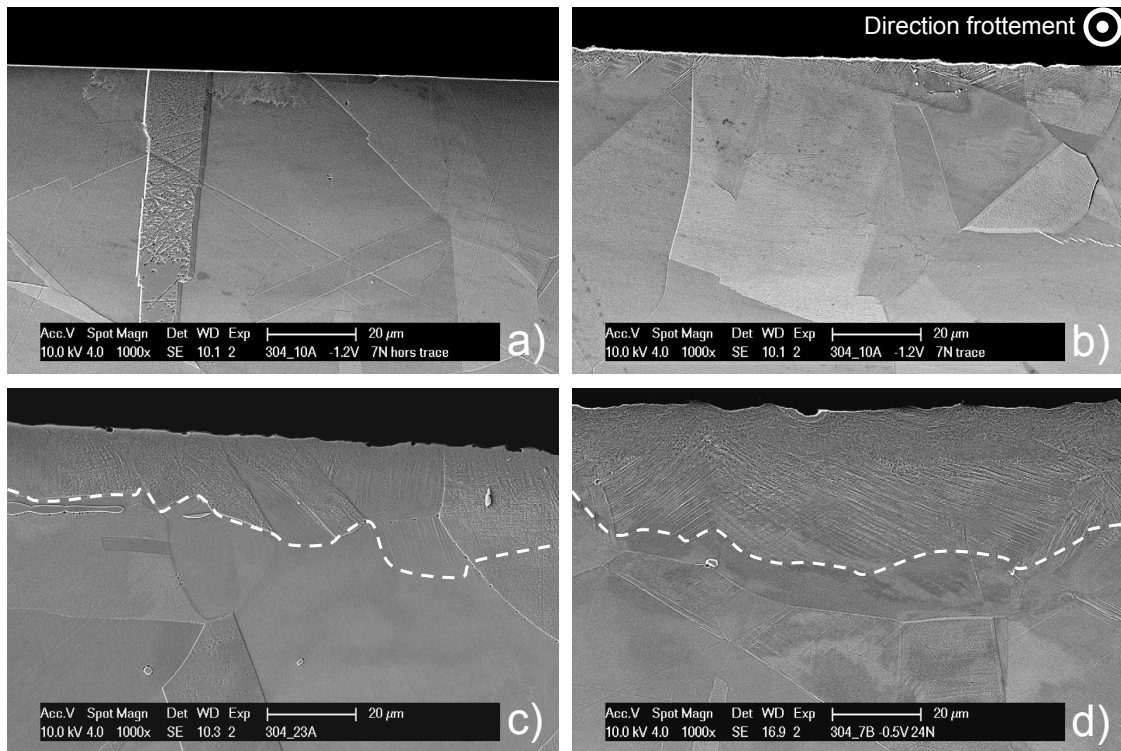 Direction frottement
Acc.V Spot Magn Det WD Exp 20 µm
10.0 kV 4.0 1000x SE 10.1 2 304_10A -1.2V 7N hors trace
a)
Acc.V Spot Magn Det WD Exp 20 µm
10.0 kV 4.0 1000x SE 10.1 2 304_10A -1.2V 7N trace
b)
Acc.V Spot Magn Det WD Exp 20 µm
10.0 kV 4.0 1000x SE 10.3 2 304_23A
c)
Acc.V Spot Magn Det WD Exp 20 µm
10.0 kV 4.0 1000x SE 16.9 2 304_7B -0.5V 24N
d)